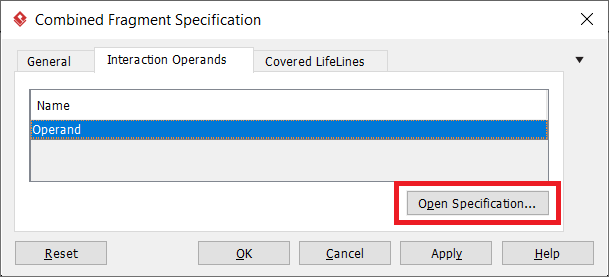 Combined Fragment Specification
General Interaction Operands Covered LifeLines
Name
Operand
Open Specification...
Reset OK Cancel Apply Help